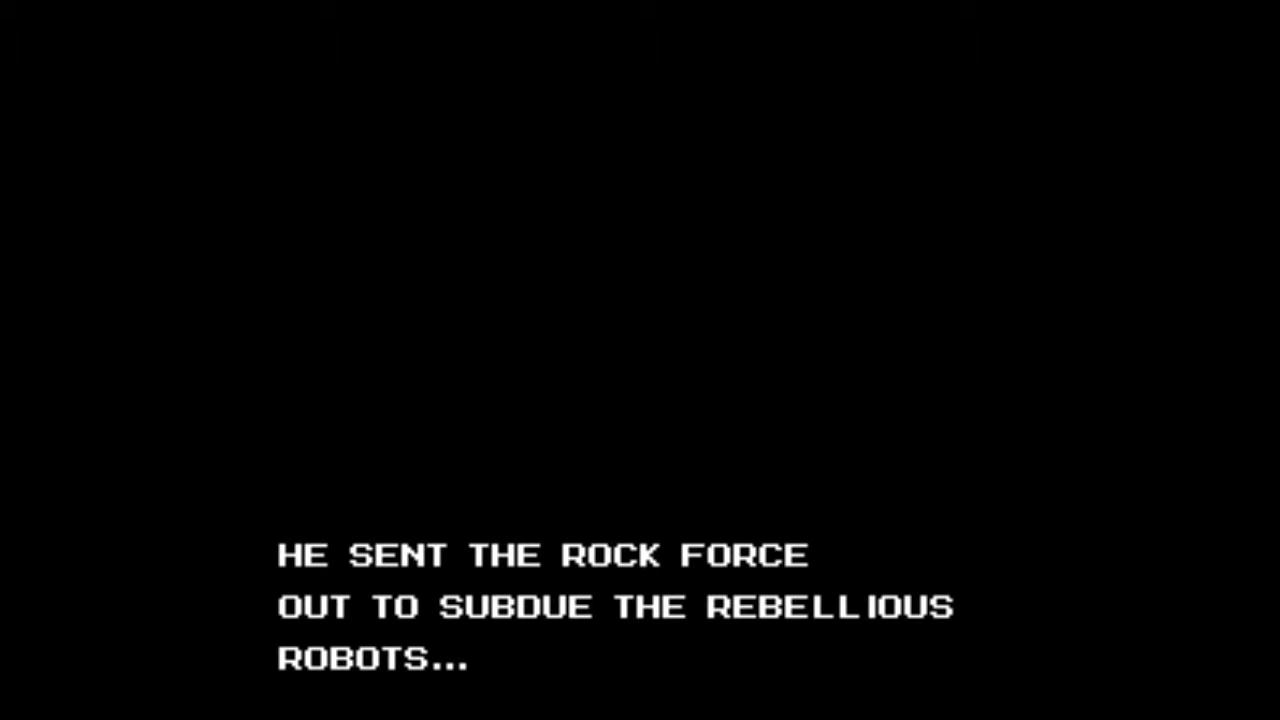 HE SENT THE ROCK FORCE
OUT TO SUBDUE THE REBELLIOUS
ROBOTS...